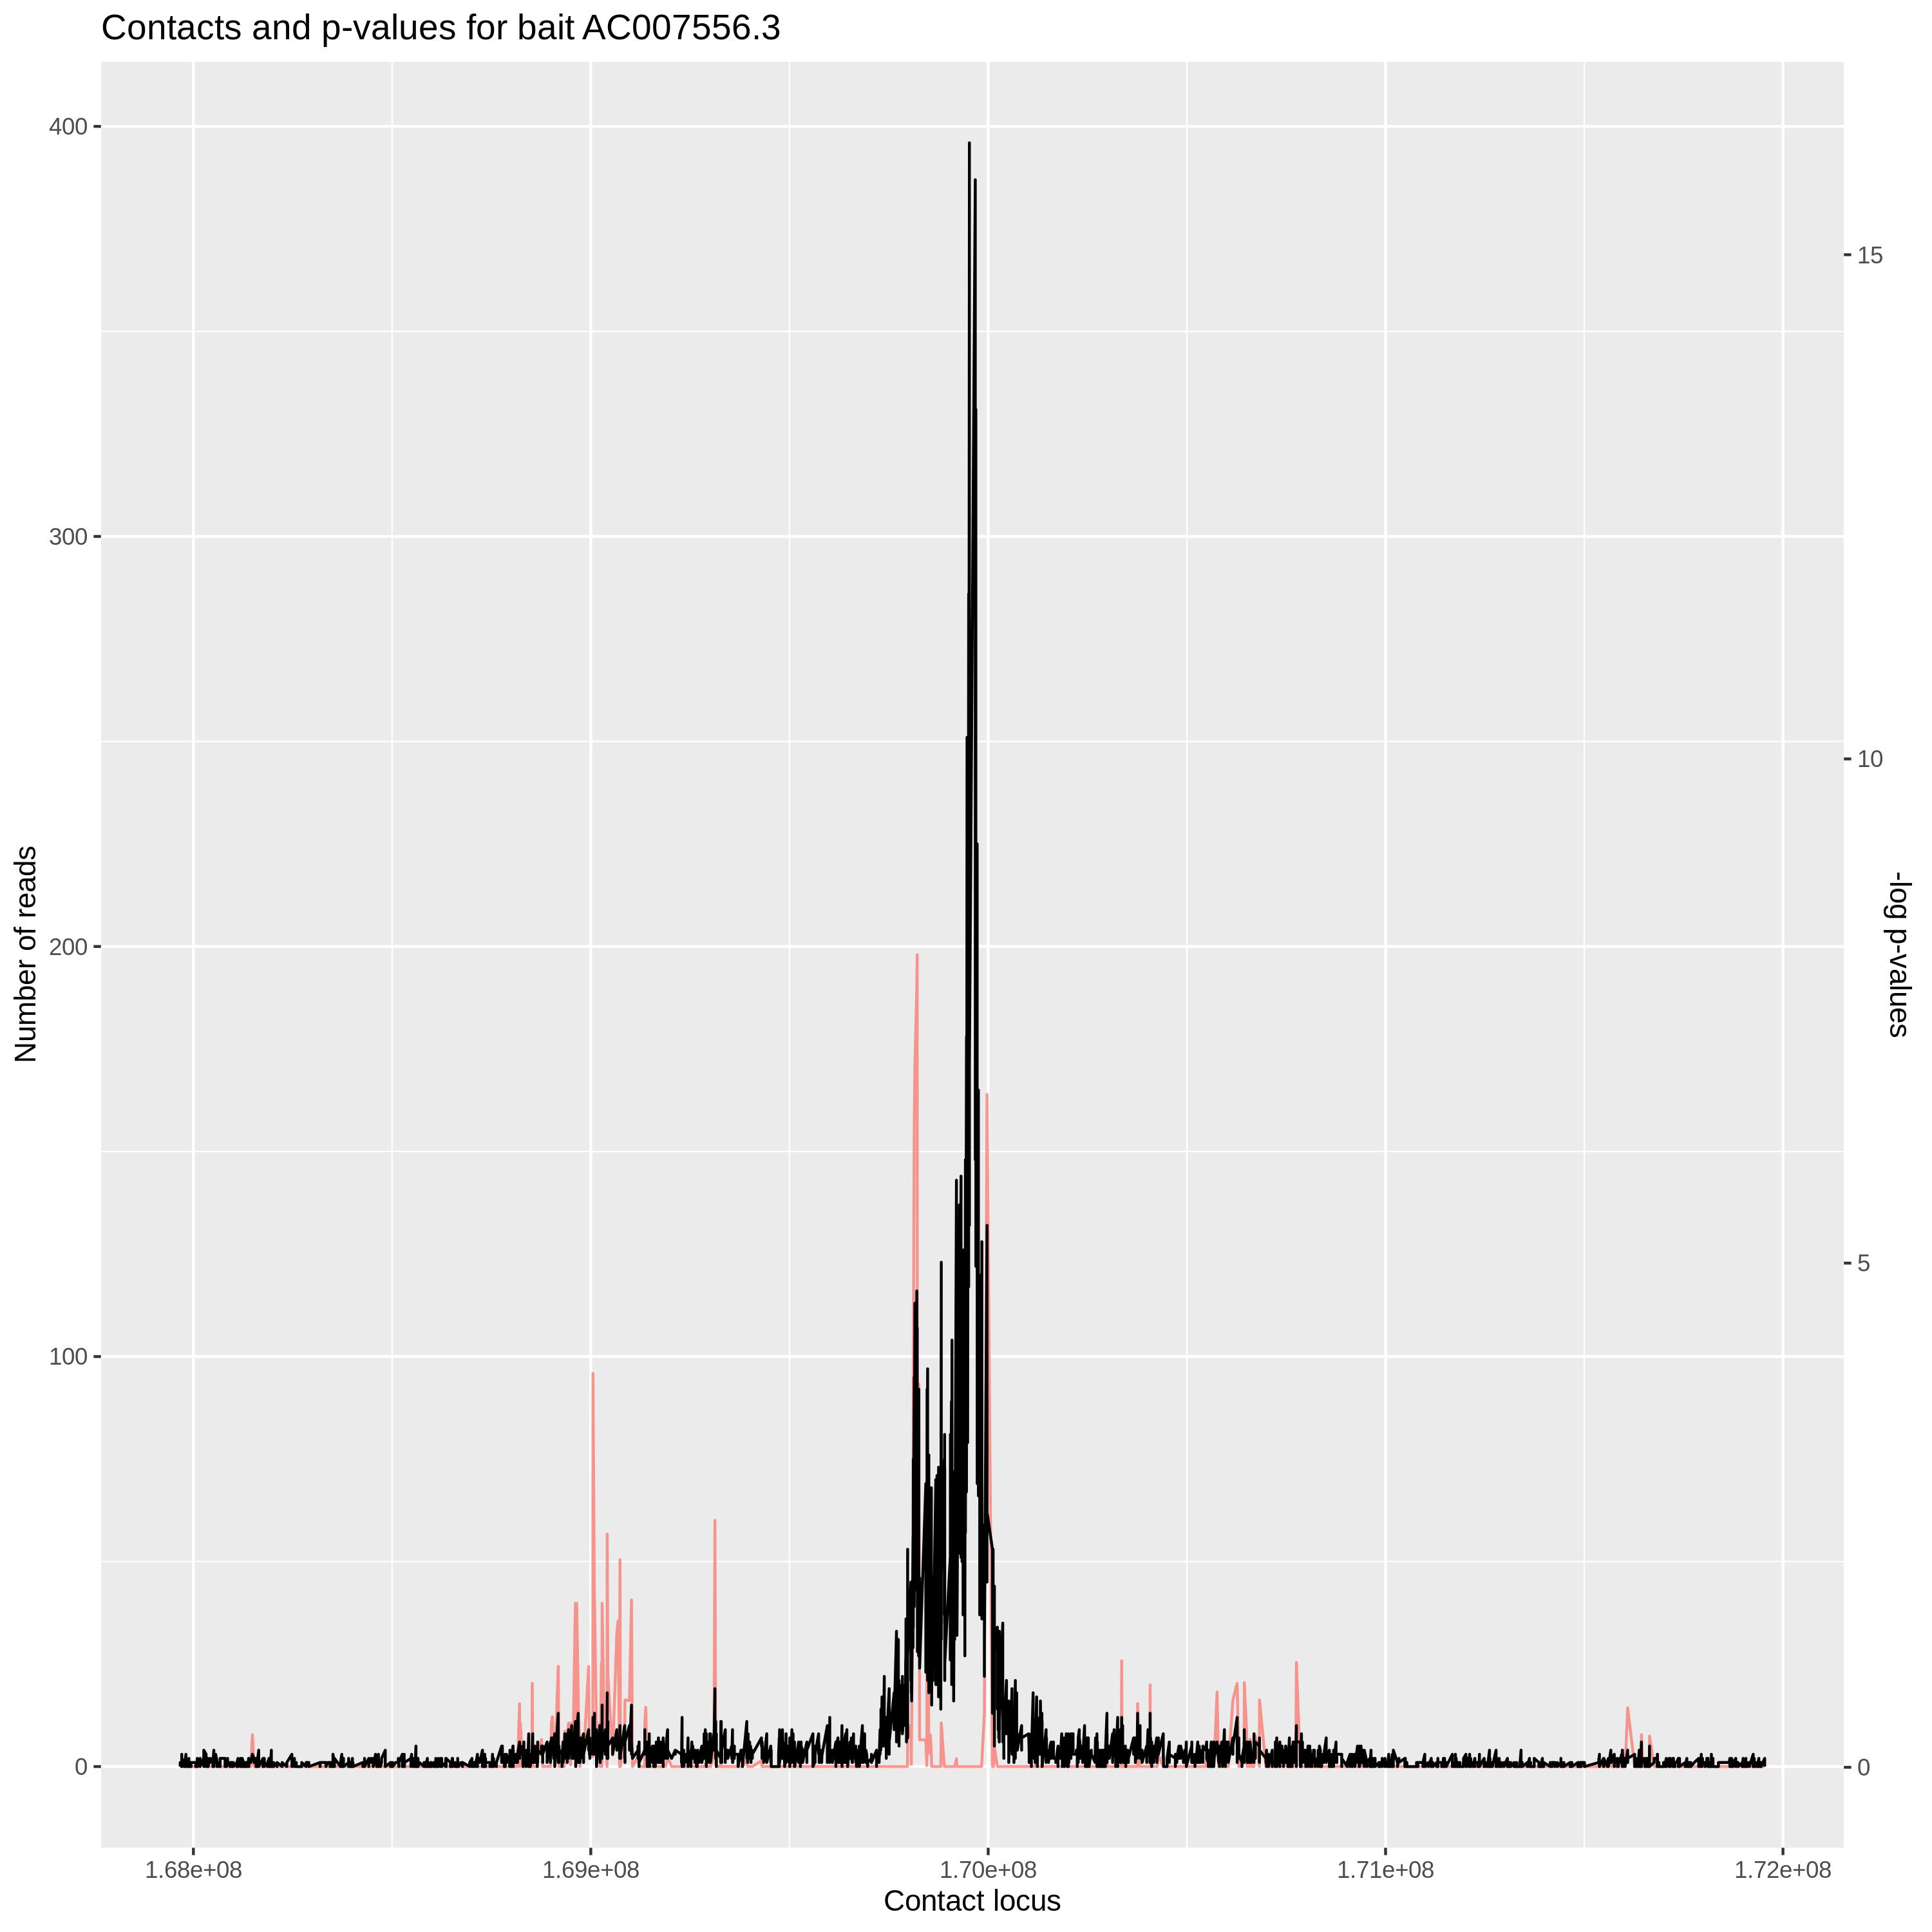 Contacts and p-values for bait AC007556.3
400
300
200
100
0
Number of reads
15
10
5
0
-log p-values
1.68e+08
1.69e+08
1.70e+08
1.71e+08
1.72e+08
Contact locus